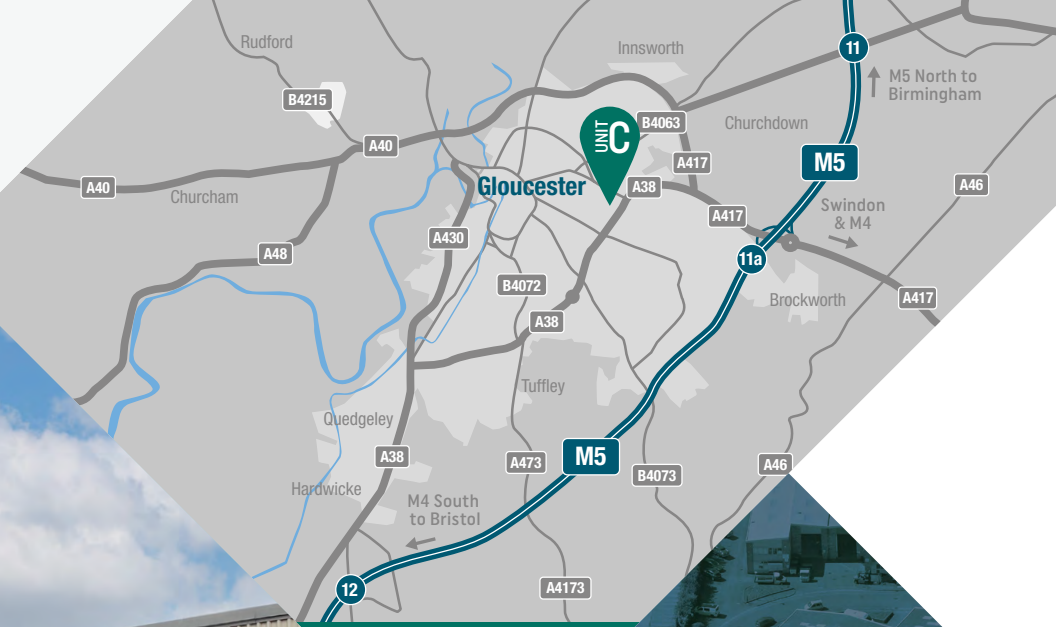 Rudford
Innsworth
11
M5 North to
Birmingham
B4215
UNIT
C
B4063
Churchdown
A40
A417
M5
A40
Churcham
Gloucester
A38
A46
A417
Swindon
& M4
A430
A48
11a
B4072
Brockworth
A417
A38
Tuffley
Quedgeley
A38
A473
M5
B4073
A46
Hardwicke
M4 South
to Bristol
12
A4173